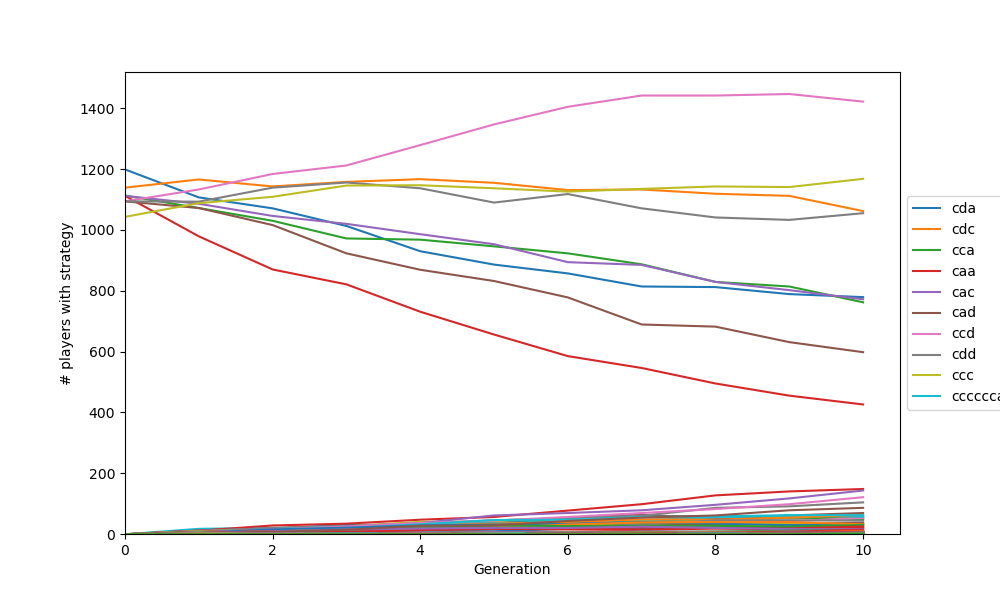 1400
1200
1000
800
600
400
200
0
# players with strategy
0 2 4 6 8 10
Generation
cda
cdc
cca
caa
cac
cad
ccd
cdd
ccc